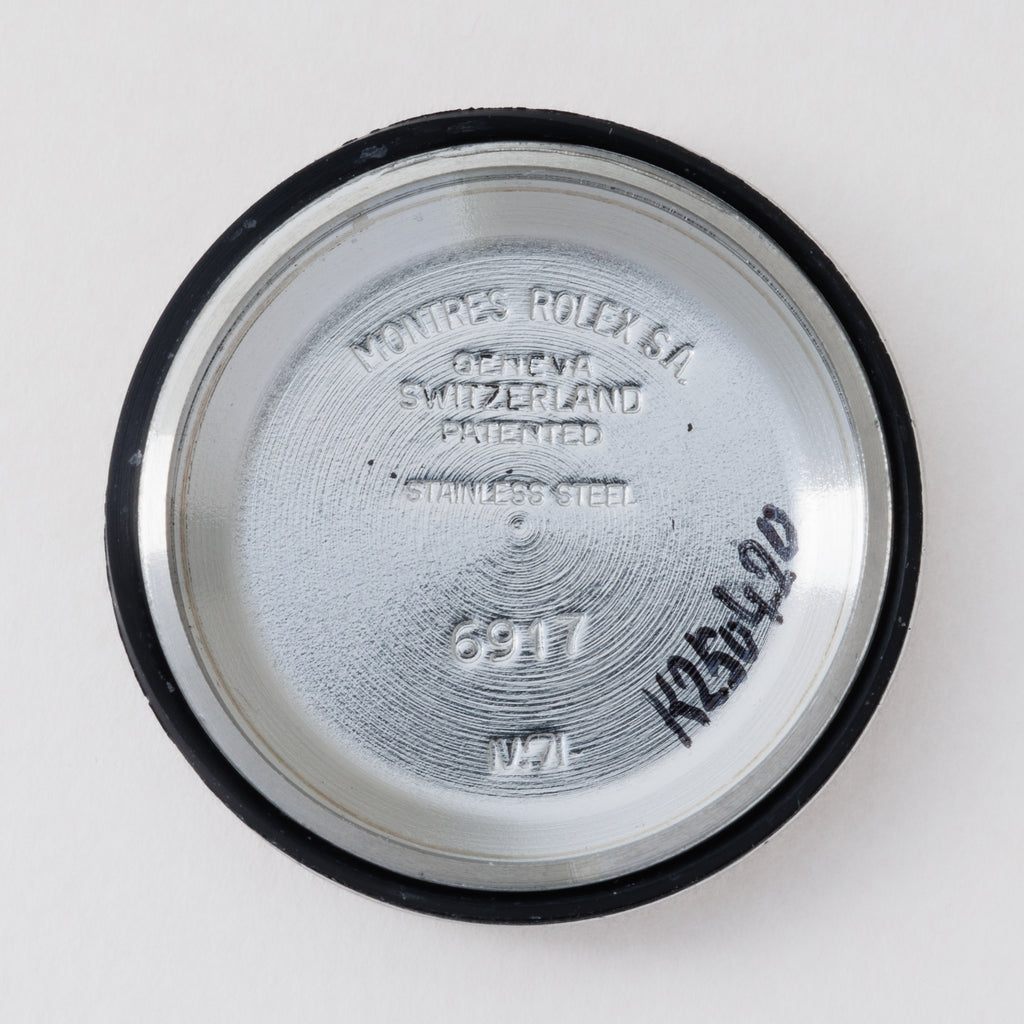 MONTRES ROLEX S.A.
GENEVA
SWITZERLAND
PATENTED
STAINLESS STEEL
6917
IV.71
K250420